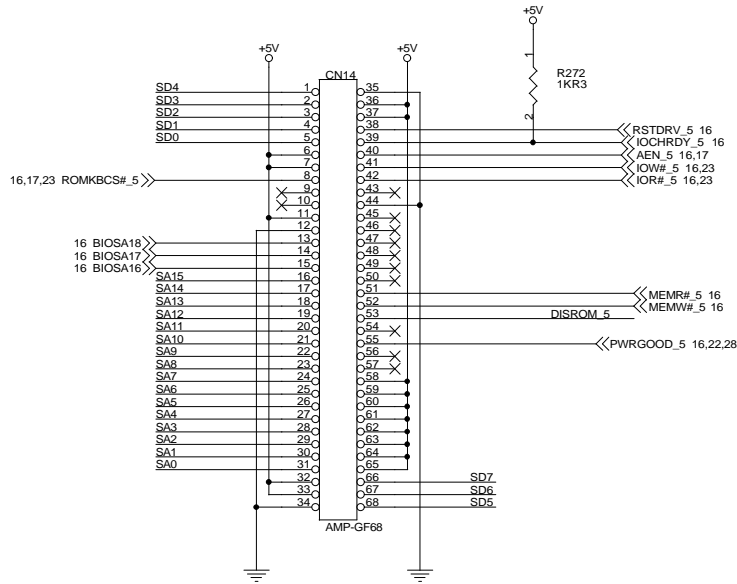 +5V
+5V
+5V
CN14
1
R272
1KR3
2
SD4 1 35
SD3 2 36
SD2 3 37
SD1 4 38 RSTDRV_5 16
SD0 5 39 IOCHRDY_5 16
6 40 AEN_5 16,17
7 41 IOW#_5 16,23
16,17,23 ROMKBCS#_5 8 42 IOR#_5 16,23
9 43
10 44
11 45
12 46
16 BIOSA18 13 47
16 BIOSA17 14 48
16 BIOSA16 15 49
SA15 16 50
SA14 17 51 MEMR#_5 16
SA13 18 52 MEMW#_5 16
SA12 19 53 DISROM_5
SA11 20 54
SA10 21 55 PWRGOOD_5 16,22,28
SA9 22 56
SA8 23 57
SA7 24 58
SA6 25 59
SA5 26 60
SA4 27 61
SA3 28 62
SA2 29 63
SA1 30 64
SA0 31 65
32 66 SD7
33 67 SD6
34 68 SD5
AMP-GF68